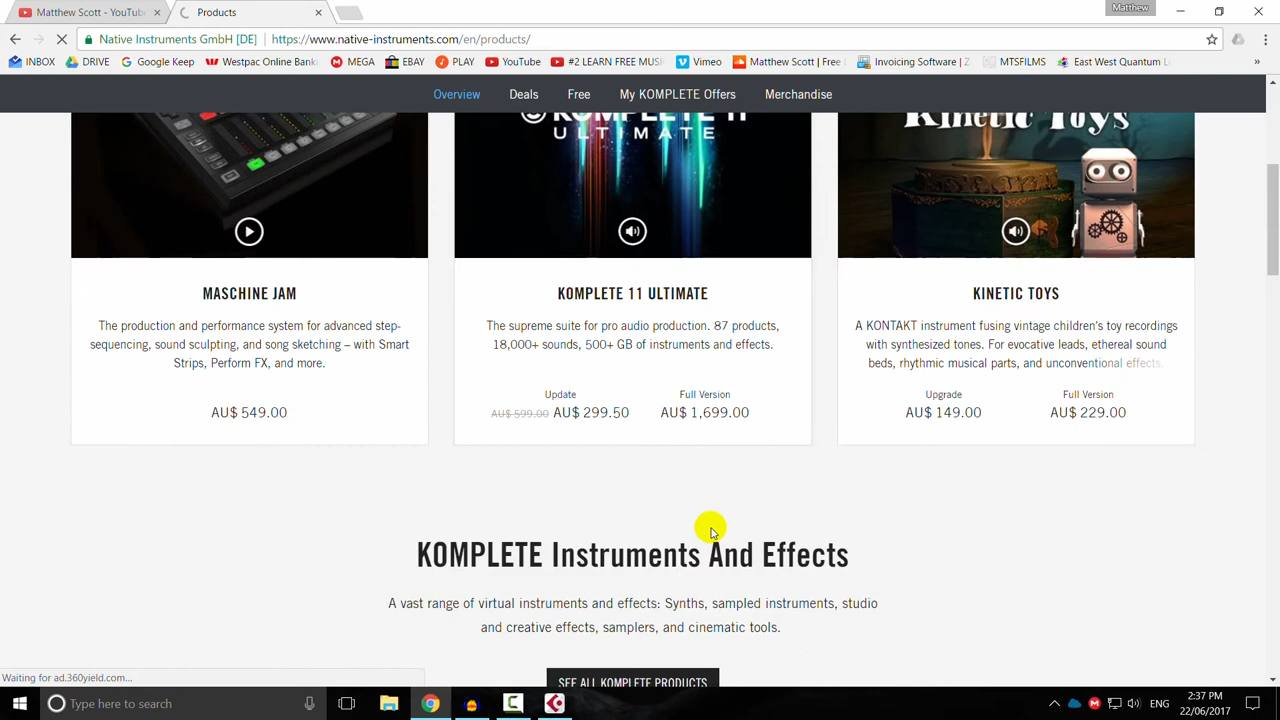 Matthew Scott - YouTube
Products
Matthew
Native Instruments GmbH [DE]
https://www.native-instruments.com/en/products/
INBOX
DRIVE
Google Keep
Westpac Online Bank
MEGA
EBAY
PLAY
YouTube
#2 LEARN FREE MUS
Vimeo
Matthew Scott | Free
Invoicing Software | Z
MTSFILMS
East West Quantum L
»
Overview
Deals
Free
My KOMPLETE Offers
Merchandise
KOMPLETE 11
ULTIMATE
Kinetic Toys
MASCHINE JAM
The production and performance system for advanced step-
sequencing, sound sculpting, and song sketching – with Smart
Strips, Perform FX, and more.
AU$ 549.00
KOMPLETE 11 ULTIMATE
The supreme suite for pro audio production. 87 products,
18,000+ sounds, 500+ GB of instruments and effects.
Update
AU$ 599.00 AU$ 299.50
Full Version
AU$ 1,699.00
KINETIC TOYS
A KONTAKT instrument fusing vintage children's toy recordings
with synthesized tones. For evocative leads, ethereal sound
beds, rhythmic musical parts, and unconventional effects.
Upgrade
AU$ 149.00
Full Version
AU$ 229.00
KOMPLETE Instruments And Effects
A vast range of virtual instruments and effects: Synths, sampled instruments, studio
and creative effects, samplers, and cinematic tools.
SEE ALL KOMPLETE PRODUCTS
Waiting for ad.360yield.com...
Type here to search
ENG
2:37 PM
22/06/2017